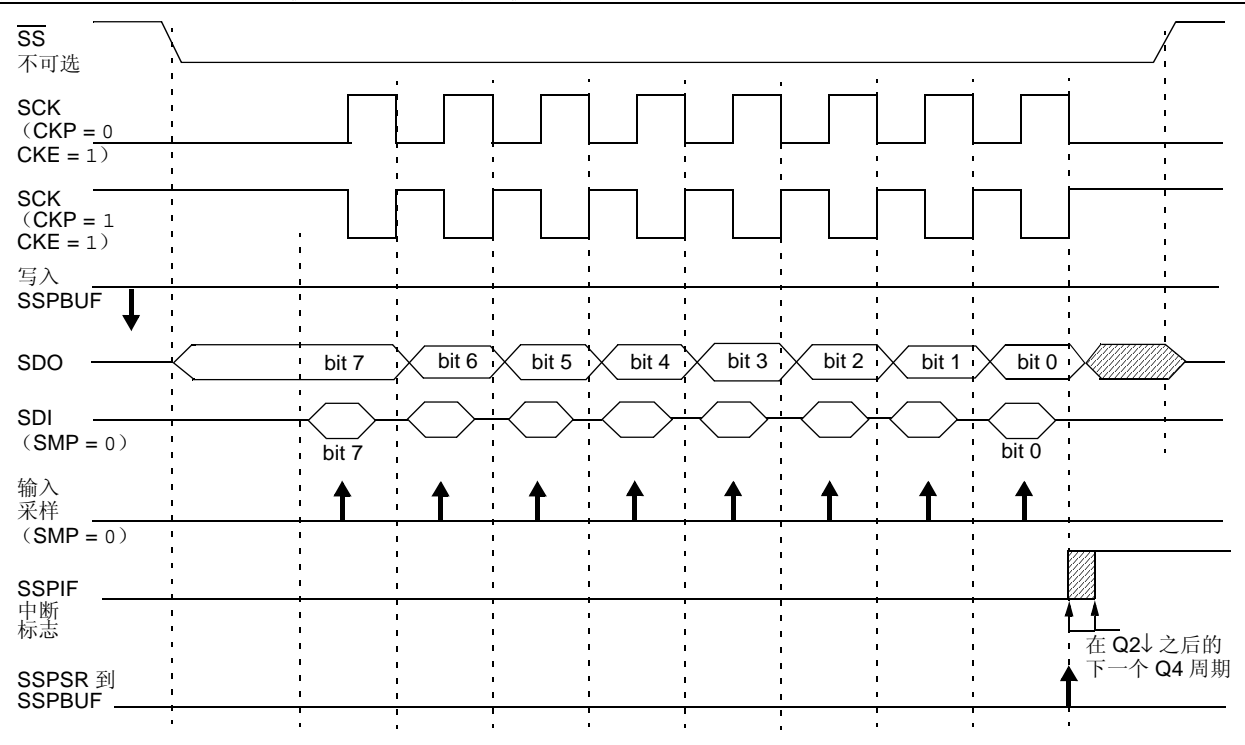 SS
不可选
SCK
（CKP = 0
CKE = 1）
SCK
（CKP = 1
CKE = 1）
写入
SSPBUF
SDO
bit 7
bit 6
bit 5
bit 4
bit 3
bit 2
bit 1
bit 0
SDI
（SMP = 0）
bit 7
bit 0
输入
采样
（SMP = 0）
SSPIF
中断
标志
在 Q2↓ 之后的
下一个 Q4 周期
SSPSR 到
SSPBUF